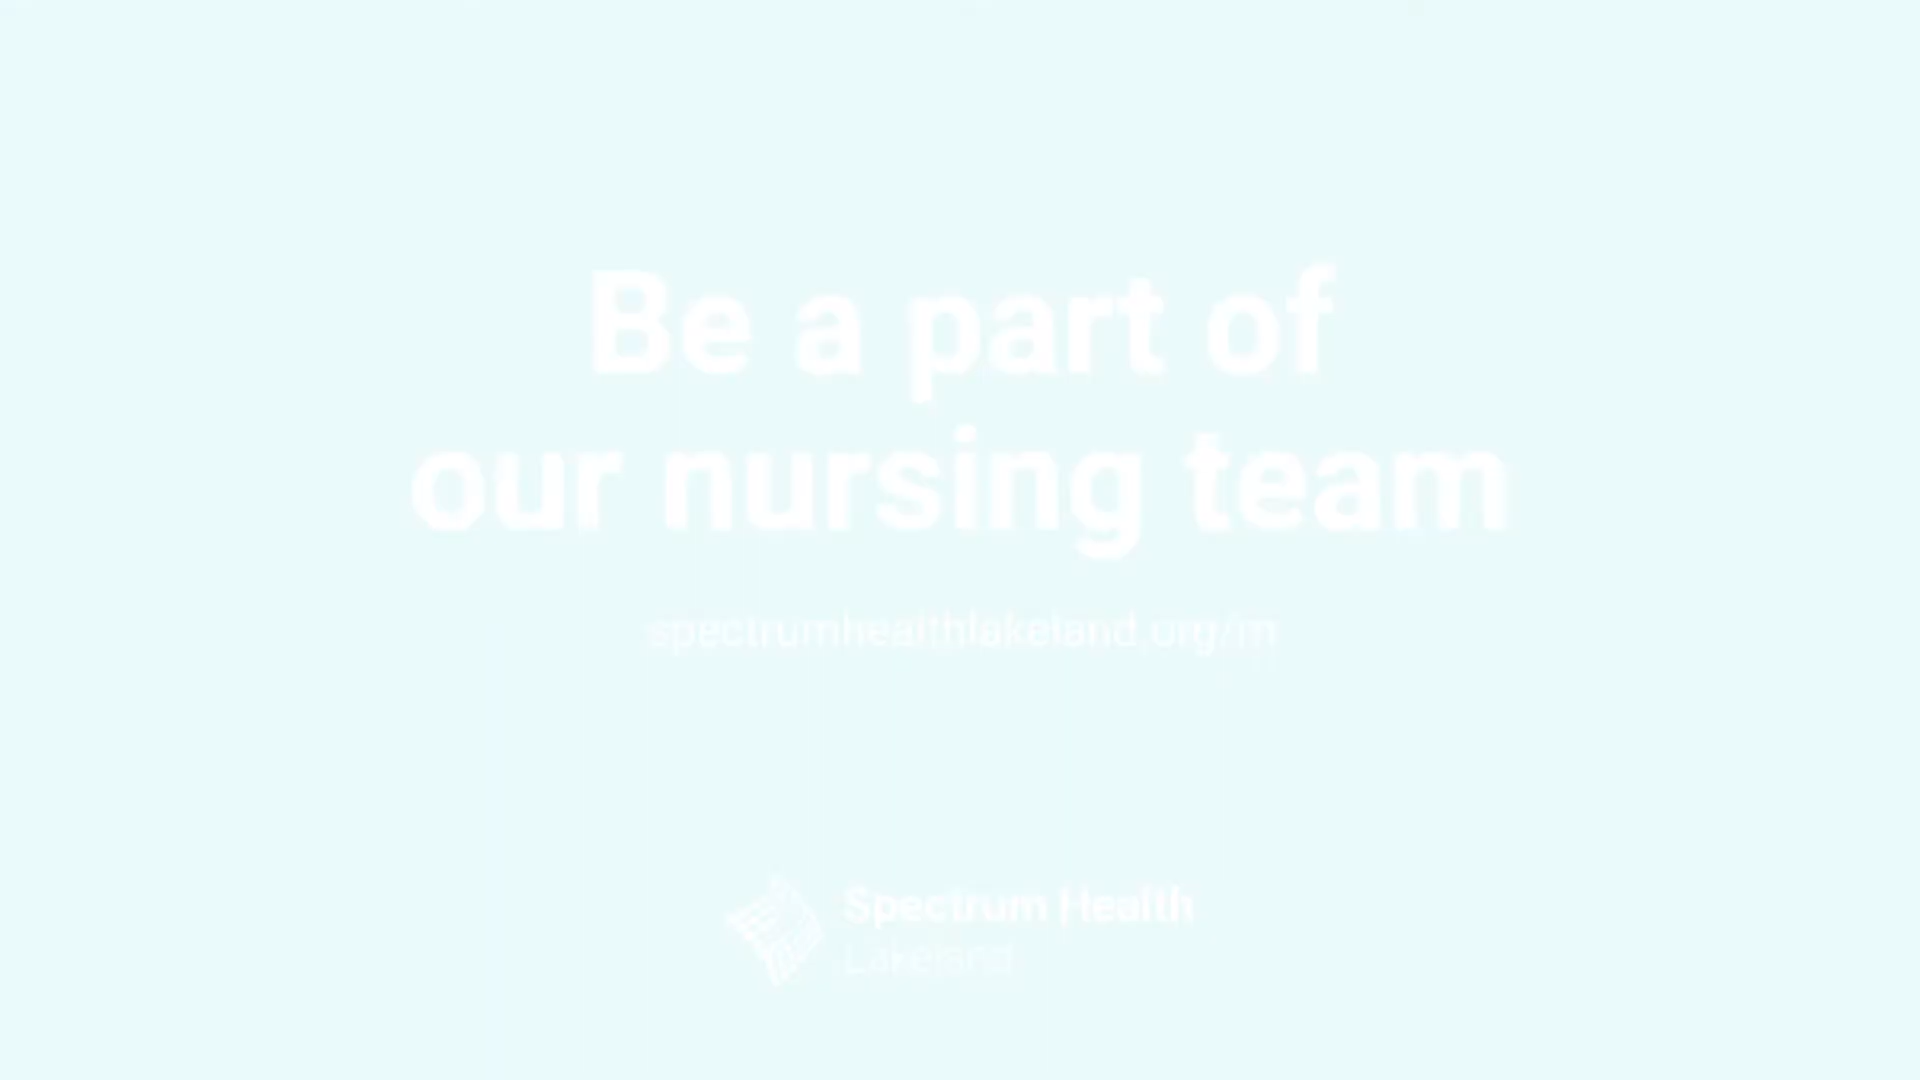 Be a part of
our nursing team
spectrumhealthlakeland.org/rn
Spectrum Health
Lakeland